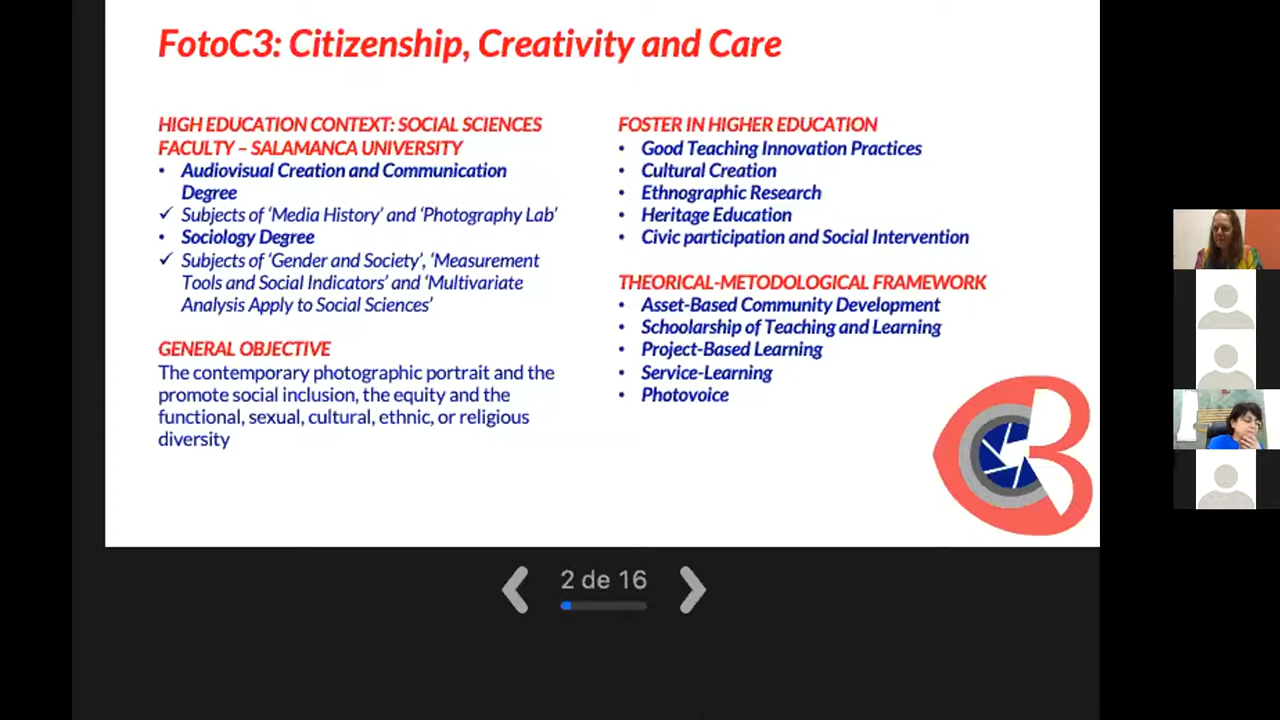 FotoC3: Citizenship, Creativity and Care
HIGH EDUCATION CONTEXT: SOCIAL SCIENCES
FACULTY – SALAMANCA UNIVERSITY
• Audiovisual Creation and Communication
Degree
✓ Subjects of ‘Media History’ and ‘Photography Lab’
• Sociology Degree
✓ Subjects of ‘Gender and Society’, ‘Measurement
Tools and Social Indicators’ and ‘Multivariate
Analysis Apply to Social Sciences’
GENERAL OBJECTIVE
The contemporary photographic portrait and the
promote social inclusion, the equity and the
functional, sexual, cultural, ethnic, or religious
diversity
FOSTER IN HIGHER EDUCATION
• Good Teaching Innovation Practices
• Cultural Creation
• Ethnographic Research
• Heritage Education
• Civic participation and Social Intervention
THEORICAL-METODOLOGICAL FRAMEWORK
• Asset-Based Community Development
• Schoolarship of Teaching and Learning
• Project-Based Learning
• Service-Learning
• Photovoice
2 de 16